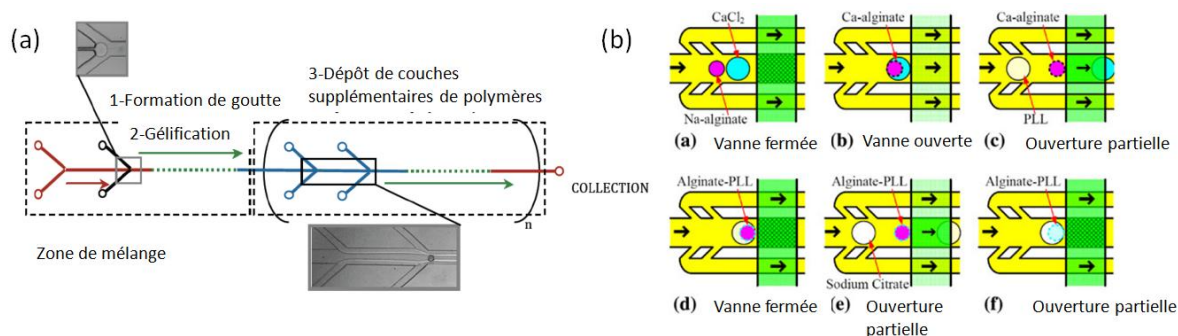 (a)
1-Formation de goutte
2-Gélification
3-Dépôt de couches
supplémentaires de polymères
n
COLLECTION
Zone de mélange
(b)
CaCl₂
Na-alginate
(a) Vanne fermée
Ca-alginate
(b) Vanne ouverte
Ca-alginate
PLL
(c) Ouverture partielle
Alginate-PLL
(d) Vanne fermée
Alginate-PLL
Sodium Citrate
(e) Ouverture
partielle
Alginate-PLL
(f) Ouverture partielle